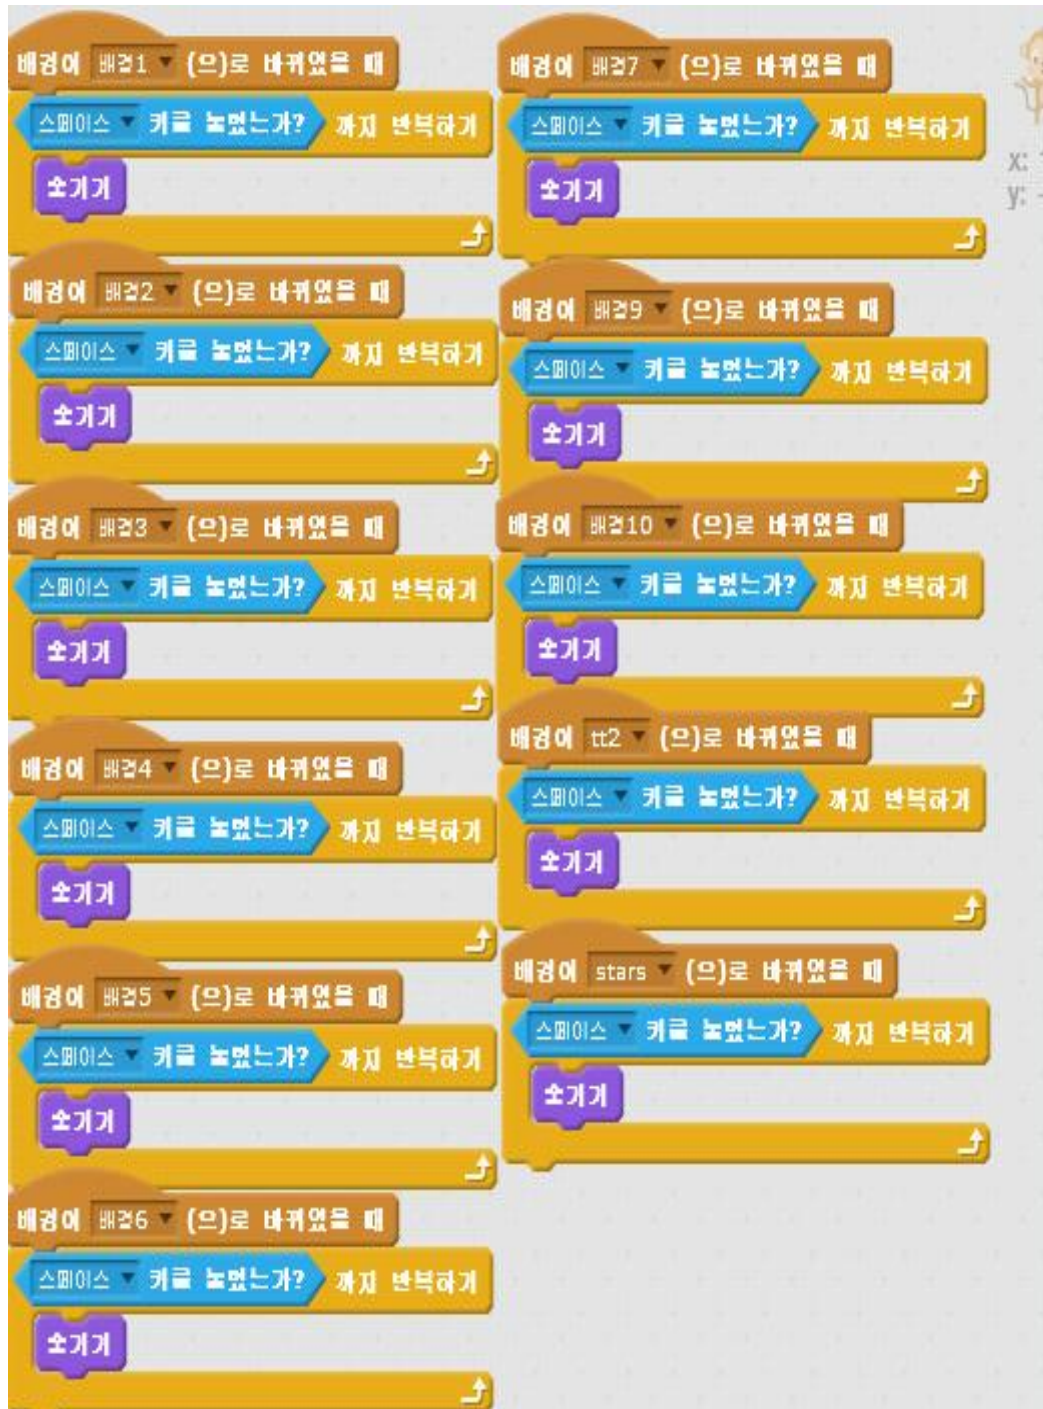 배경이 배경1 (으)로 바뀌었을 때
스페이스 키를 눌렀는가? 까지 반복하기
숨기기
배경이 배경2 (으)로 바뀌었을 때
스페이스 키를 눌렀는가? 까지 반복하기
숨기기
배경이 배경3 (으)로 바뀌었을 때
스페이스 키를 눌렀는가? 까지 반복하기
숨기기
배경이 배경4 (으)로 바뀌었을 때
스페이스 키를 눌렀는가? 까지 반복하기
숨기기
배경이 배경5 (으)로 바뀌었을 때
스페이스 키를 눌렀는가? 까지 반복하기
숨기기
배경이 배경6 (으)로 바뀌었을 때
스페이스 키를 눌렀는가? 까지 반복하기
숨기기
배경이 배경7 (으)로 바뀌었을 때
스페이스 키를 눌렀는가? 까지 반복하기
숨기기
배경이 배경9 (으)로 바뀌었을 때
스페이스 키를 눌렀는가? 까지 반복하기
숨기기
배경이 배경10 (으)로 바뀌었을 때
스페이스 키를 눌렀는가? 까지 반복하기
숨기기
배경이 tt2 (으)로 바뀌었을 때
스페이스 키를 눌렀는가? 까지 반복하기
숨기기
배경이 stars (으)로 바뀌었을 때
스페이스 키를 눌렀는가? 까지 반복하기
숨기기
x:
y: